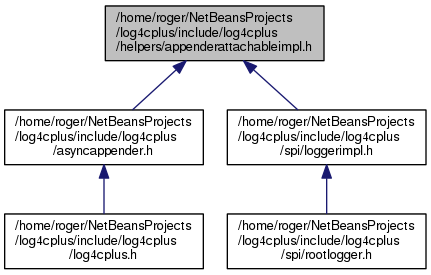 /home/roger/NetBeansProjects
/log4cplus/include/log4cplus
/helpers/appenderattachableimpl.h
/home/roger/NetBeansProjects
/log4cplus/include/log4cplus
/asyncappender.h
/home/roger/NetBeansProjects
/log4cplus/include/log4cplus
/spi/loggerimpl.h
/home/roger/NetBeansProjects
/log4cplus/include/log4cplus
/log4cplus.h
/home/roger/NetBeansProjects
/log4cplus/include/log4cplus
/spi/rootlogger.h